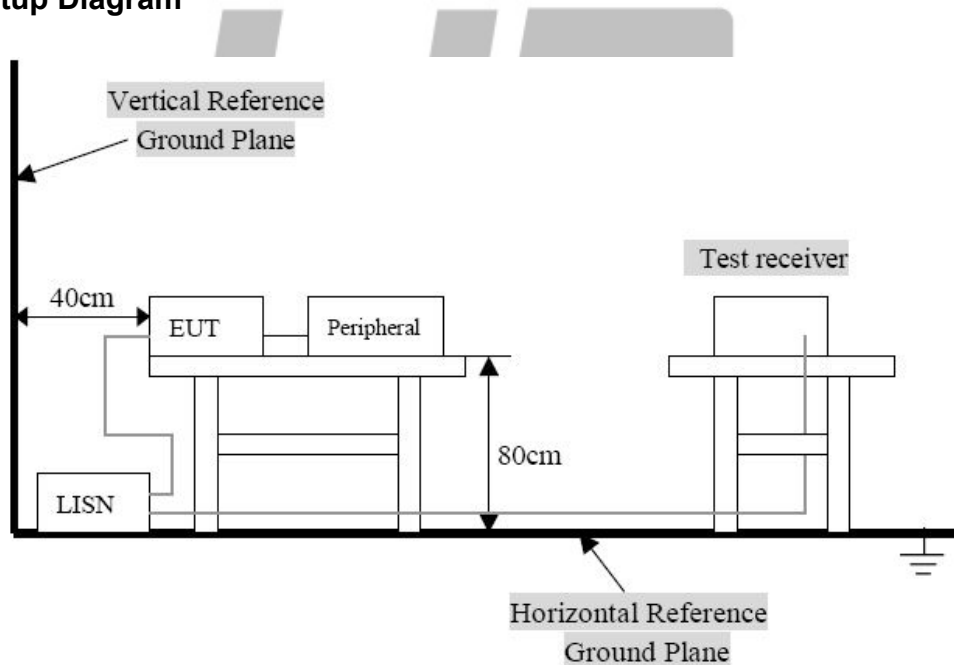 tup Diagram
Vertical Reference
Ground Plane
Test receiver
40cm
EUT
Peripheral
80cm
LISN
Horizontal Reference
Ground Plane